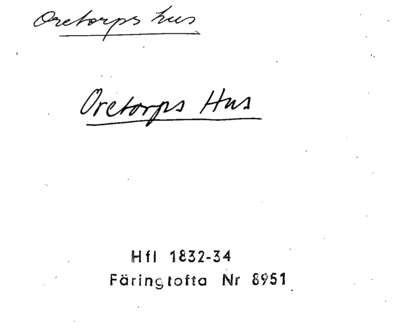 Oretorps hus
Oretorps Hus
Hfl 1832-34
Färingtofta Nr 8951